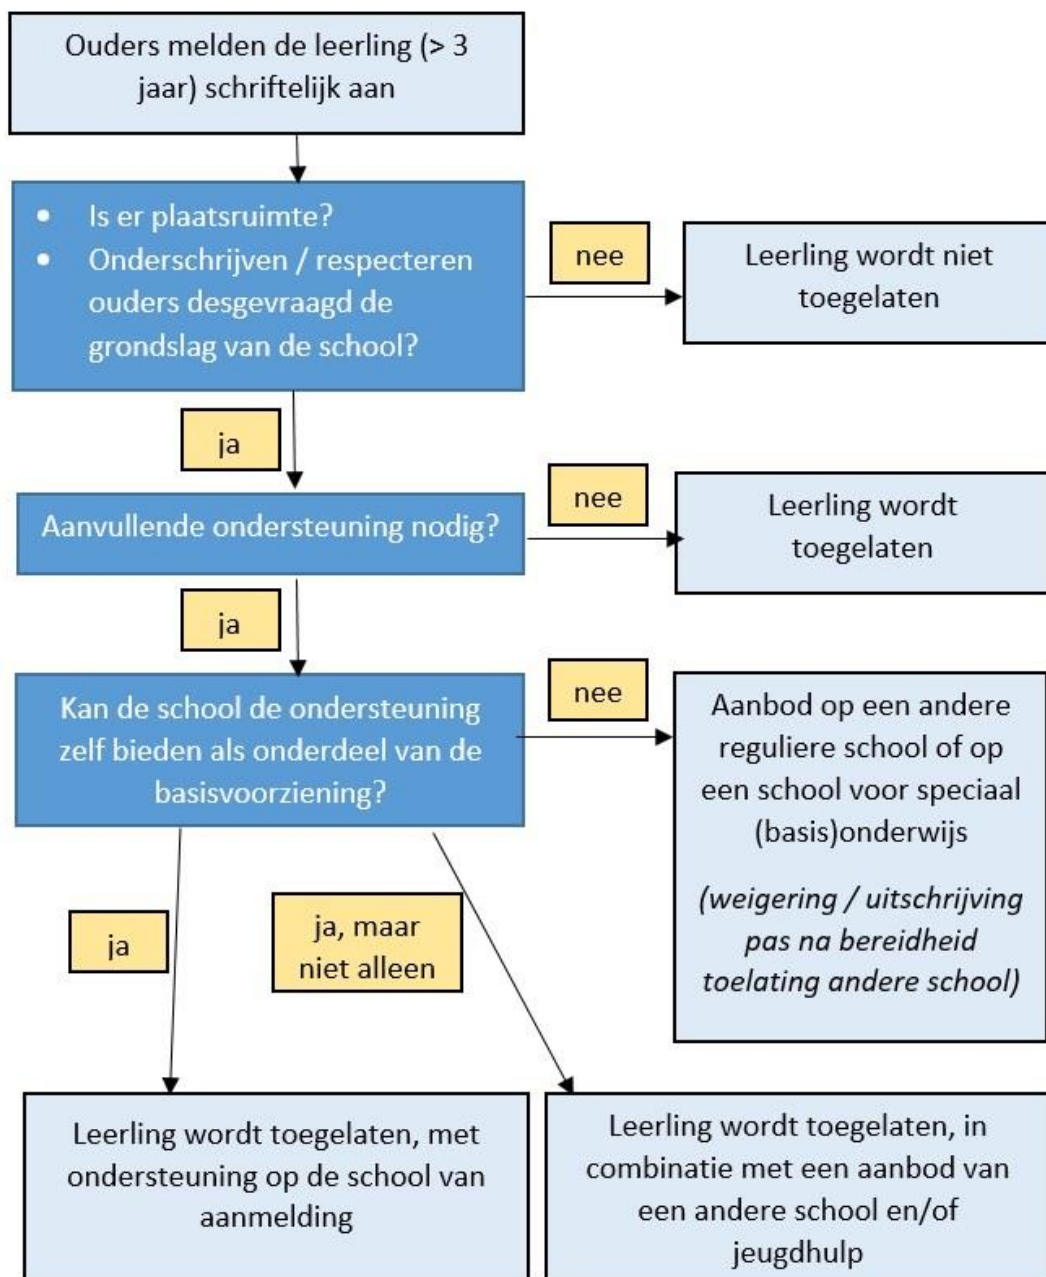 Ouders melden de leerling (> 3
jaar) schriftelijk aan
• Is er plaatsruimte?
• Onderschrijven / respecteren
ouders desgevraagd de
grondslag van de school?
nee
Leerling wordt niet
toegelaten
ja
Aanvullende ondersteuning nodig?
nee
Leerling wordt
toegelaten
ja
Kan de school de ondersteuning
zelf bieden als onderdeel van de
basisvoorziening?
nee
Aanbod op een andere
reguliere school of op
een school voor speciaal
(basis)onderwijs
(weigering / uitschrijving
pas na bereidheid
toelating andere school)
ja
ja, maar
niet alleen
Leerling wordt toegelaten, met
ondersteuning op de school van
aanmelding
Leerling wordt toegelaten, in
combinatie met een aanbod van
een andere school en/of
jeugdhulp